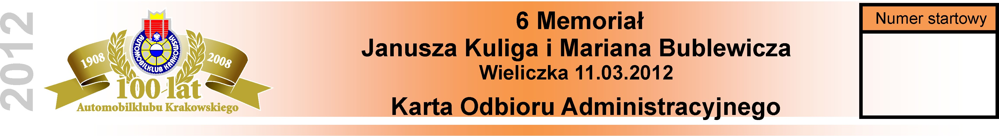 2012
1908
2008
AUTOMOBILKLUB KRAKOWSKI
100 lat
Automobilklubu Krakowskiego
6 Memoriał
Janusza Kuliga i Mariana Bublewicza
Wieliczka 11.03.2012
Karta Odbioru Administracyjnego
Numer startowy